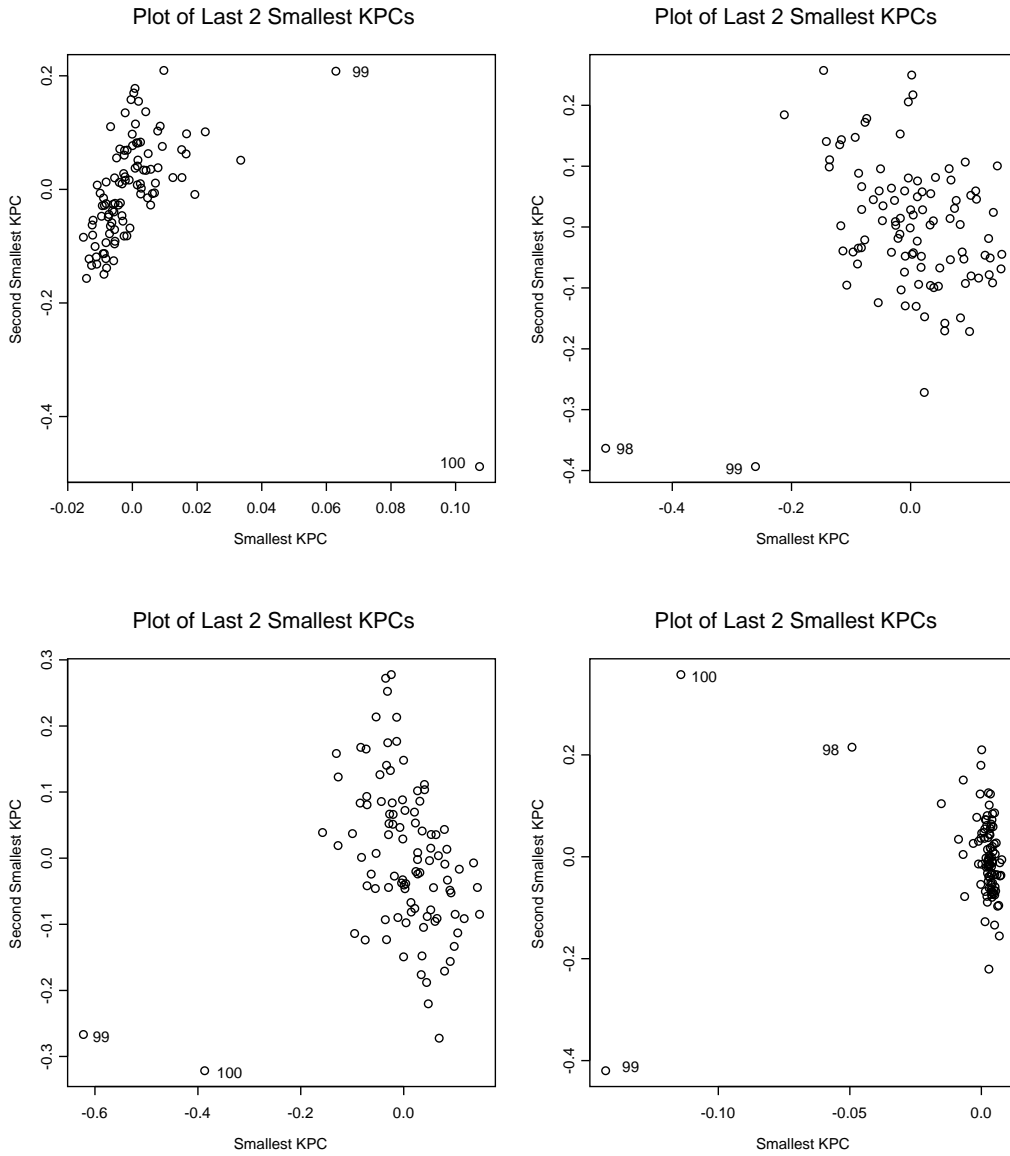 Plot of Last 2 Smallest KPCs
Second Smallest KPC
0.2
0.0
-0.2
-0.4
99
100
-0.02 0.0 0.02 0.04 0.06 0.08 0.10
Smallest KPC
Plot of Last 2 Smallest KPCs
Second Smallest KPC
0.2
0.1
0.0
-0.1
-0.2
-0.3
-0.4
98
99
-0.4 -0.2 0.0
Smallest KPC
Plot of Last 2 Smallest KPCs
Second Smallest KPC
0.3
0.2
0.1
0.0
-0.1
-0.2
-0.3
99
100
-0.6 -0.4 -0.2 0.0
Smallest KPC
Plot of Last 2 Smallest KPCs
Second Smallest KPC
0.2
0.0
-0.2
-0.4
100
98
99
-0.10 -0.05 0.0
Smallest KPC